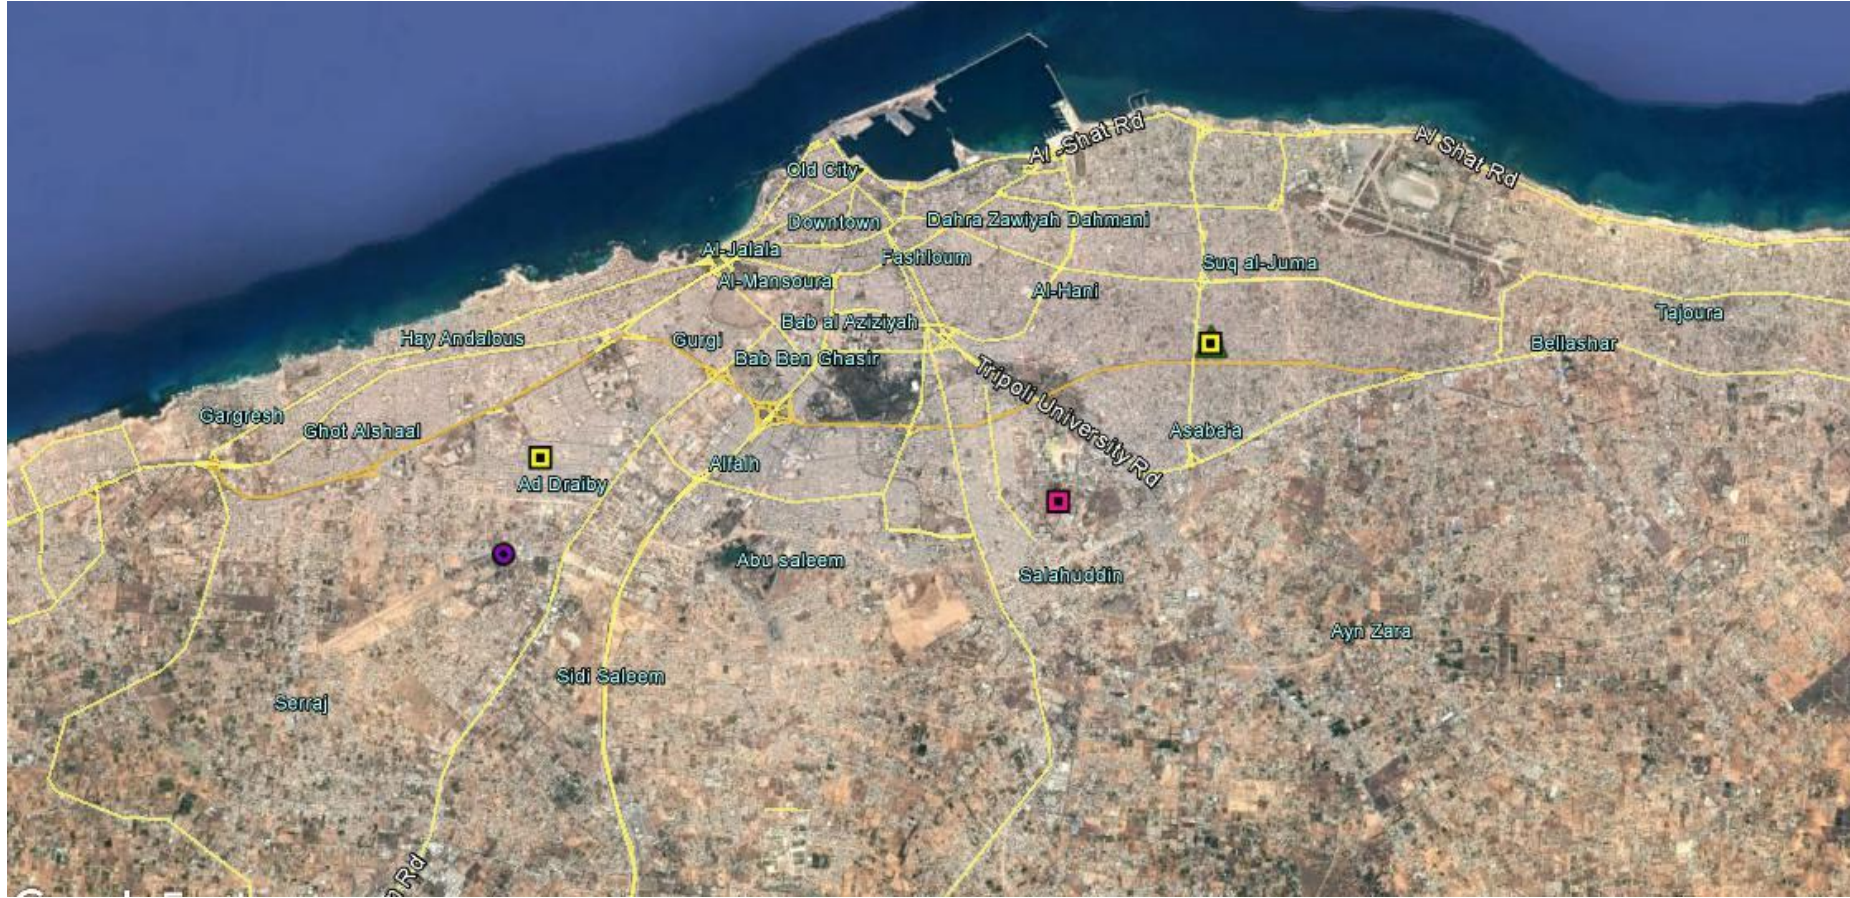 Al -Shat Rd
Al Shat Rd
Old City
Downtown
Dahra Zawiyah Dahmani
Al-Jalala
Fashloum
Suq al-Juma
Al-Mansoura
Al-Hani
Tajoura
Bab al Aziziyah
Hay Andalous
Gurgi
Bellashar
Bab Ben Ghasir
Tripoli University Rd
Gargresh
Ghot Alshaal
Asaba'a
Alfalh
Ad Draiby
Abu saleem
Salahuddin
Ayn Zara
Sidi Saleem
Serraj
Rd